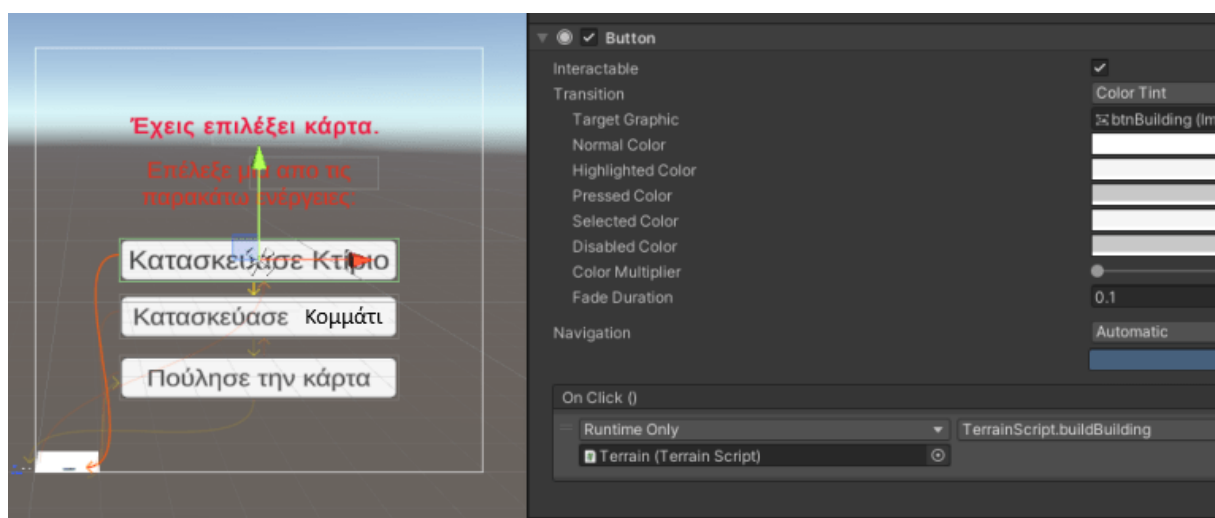 Έχεις επιλέξει κάρτα.
Επέλεξε μια απο τις
παρακάτω ενέργειες:
Κατασκεύασε Κτίριο
Κατασκεύασε Κομμάτι
Πούλησε την κάρτα
Button
Interactable
Transition
Color Tint
Target Graphic
btnBuilding (Im
Normal Color
Highlighted Color
Pressed Color
Selected Color
Disabled Color
Color Multiplier
Fade Duration
0.1
Navigation
Automatic
On Click ()
Runtime Only
TerrainScript.buildBuilding
Terrain (Terrain Script)